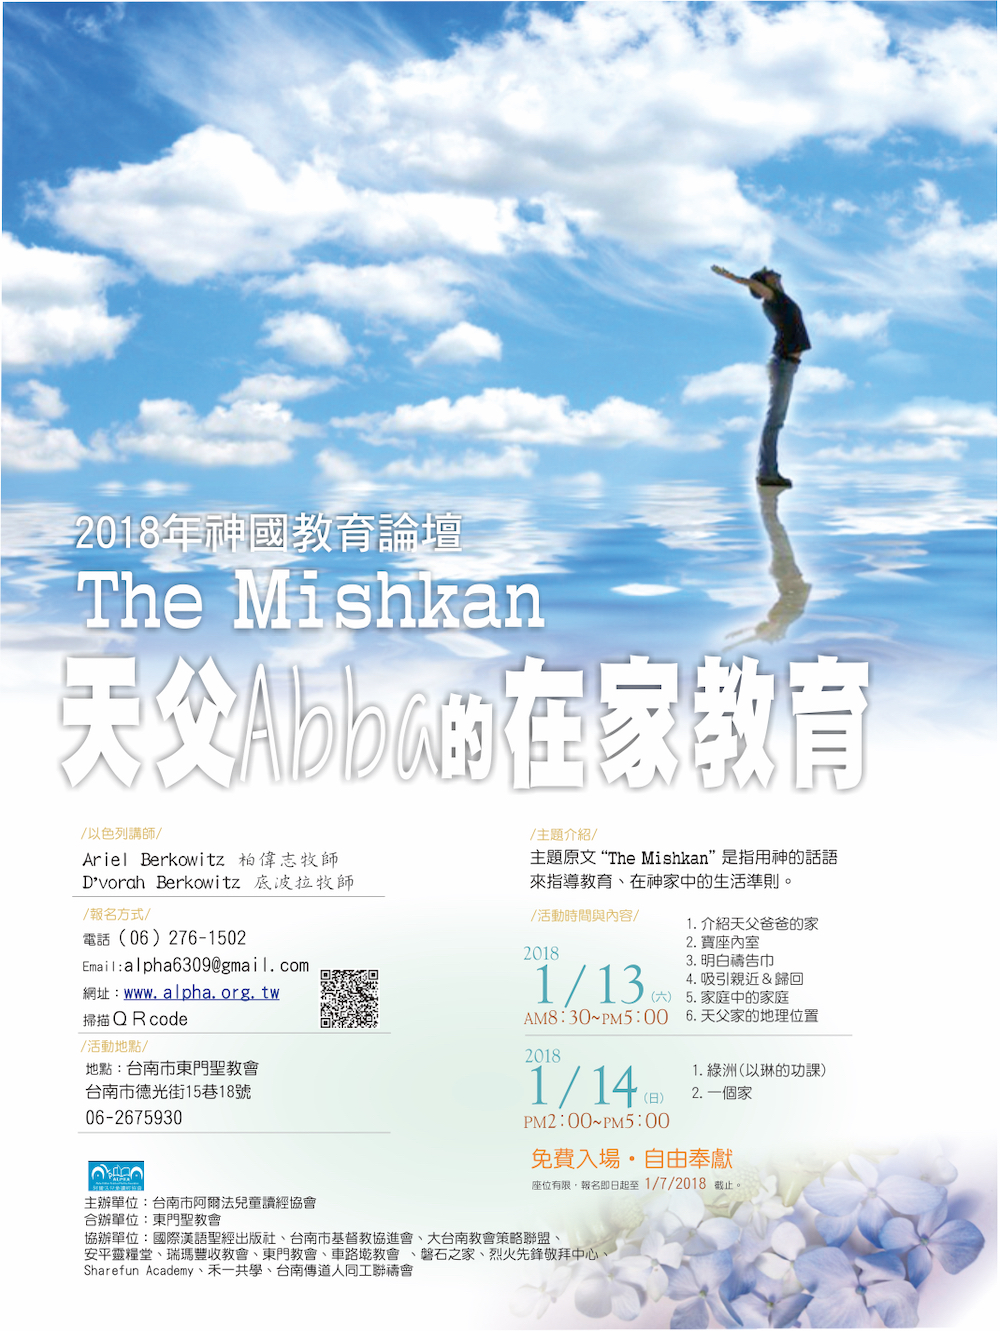 2018年神國教育論壇
The Mishkan
天父Abba的在家教育
/以色列講師/
Ariel Berkowitz 柏偉志牧師
D'vorah Berkowitz 底波拉牧師
/報名方式/
電話（06）276-1502
Email:alpha6309@gmail.com
網址：www.alpha.org.tw
掃描ＱＲcode
/活動地點/
地點：台南市東門聖教會
台南市德光街15巷18號
06-2675930
/主題介紹/
主題原文“The Mishkan”是指用神的話語
來指導教育、在神家中的生活準則。
/活動時間與內容/
2018
1/13（六）
AM8:30~PM5:00
1. 介紹天父爸爸的家
2. 寶座內室
3. 明白禱告巾
4. 吸引親近＆歸回
5. 家庭中的家庭
6. 天父家的地理位置
2018
1/14（日）
PM2:00~PM5:00
1. 綠洲(以琳的功課)
2. 一個家
免費入場・自由奉獻
座位有限，報名即日起至 1/7/2018 截止。
ALPHA
主辦單位：台南市阿爾法兒童讀經協會
合辦單位：東門聖教會
協辦單位：國際漢語聖經出版社、台南市基督教協進會、大台南教會策略聯盟、
安平靈糧堂、瑞瑪豐收教會、東門教會、車路墘教會 、磐石之家、烈火先鋒敬拜中心、
Sharefun Academy、禾一共學、台南傳道人同工聯禱會